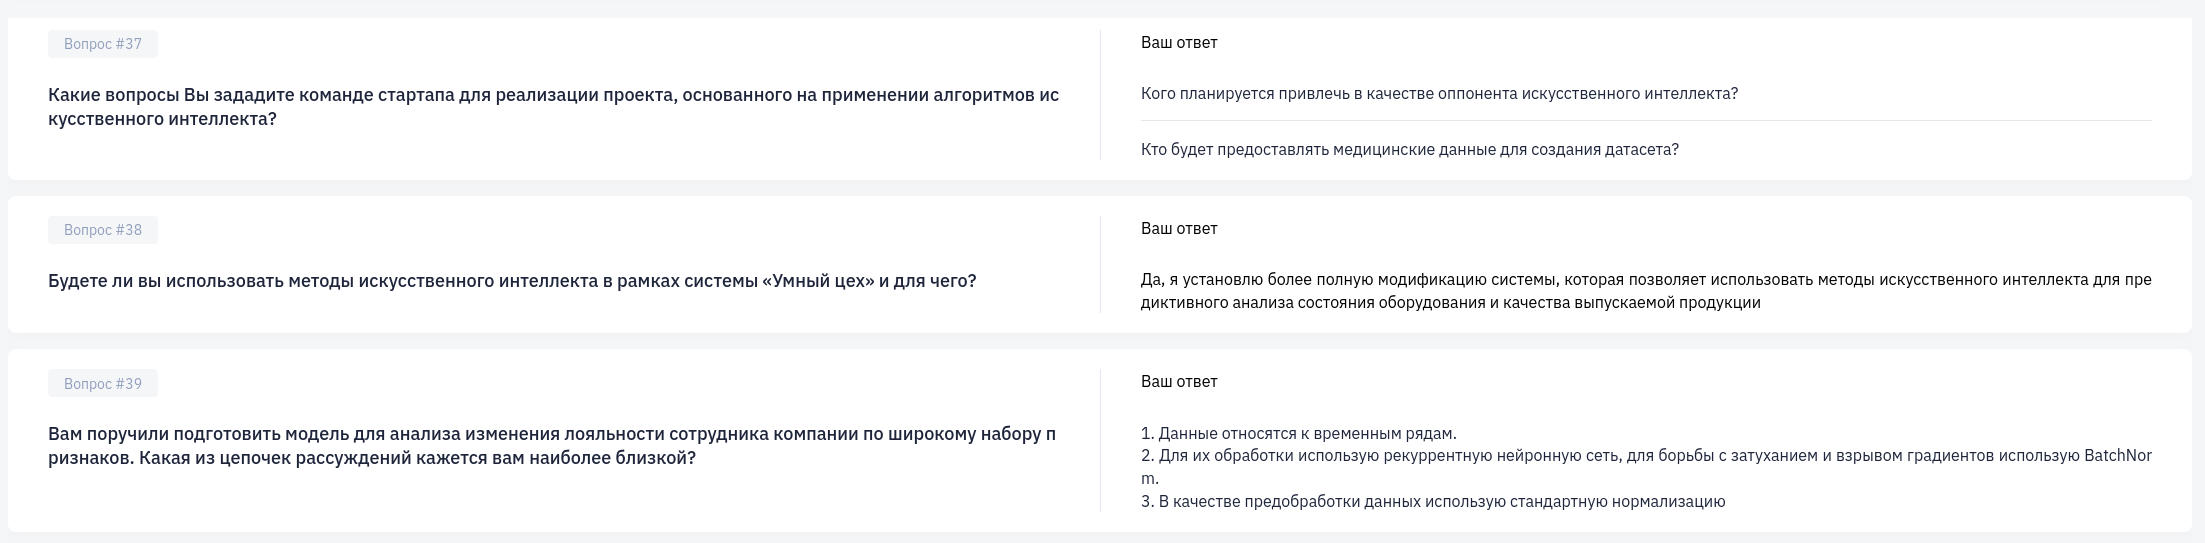 Вопрос #37
Какие вопросы Вы зададите команде стартапа для реализации проекта, основанного на применении алгоритмов ис
кусственного интеллекта?
Ваш ответ
Кого планируется привлечь в качестве оппонента искусственного интеллекта?
Кто будет предоставлять медицинские данные для создания датасета?
Вопрос #38
Будете ли вы использовать методы искусственного интеллекта в рамках системы «Умный цех» и для чего?
Ваш ответ
Да, я установлю более полную модификацию системы, которая позволяет использовать методы искусственного интеллекта для пре
диктивного анализа состояния оборудования и качества выпускаемой продукции
Вопрос #39
Вам поручили подготовить модель для анализа изменения лояльности сотрудника компании по широкому набору п
ризнаков. Какая из цепочек рассуждений кажется вам наиболее близкой?
Ваш ответ
1. Данные относятся к временным рядам.
2. Для их обработки использую рекуррентную нейронную сеть, для борьбы с затуханием и взрывом градиентов использую BatchNor
m.
3. В качестве предобработки данных использую стандартную нормализацию